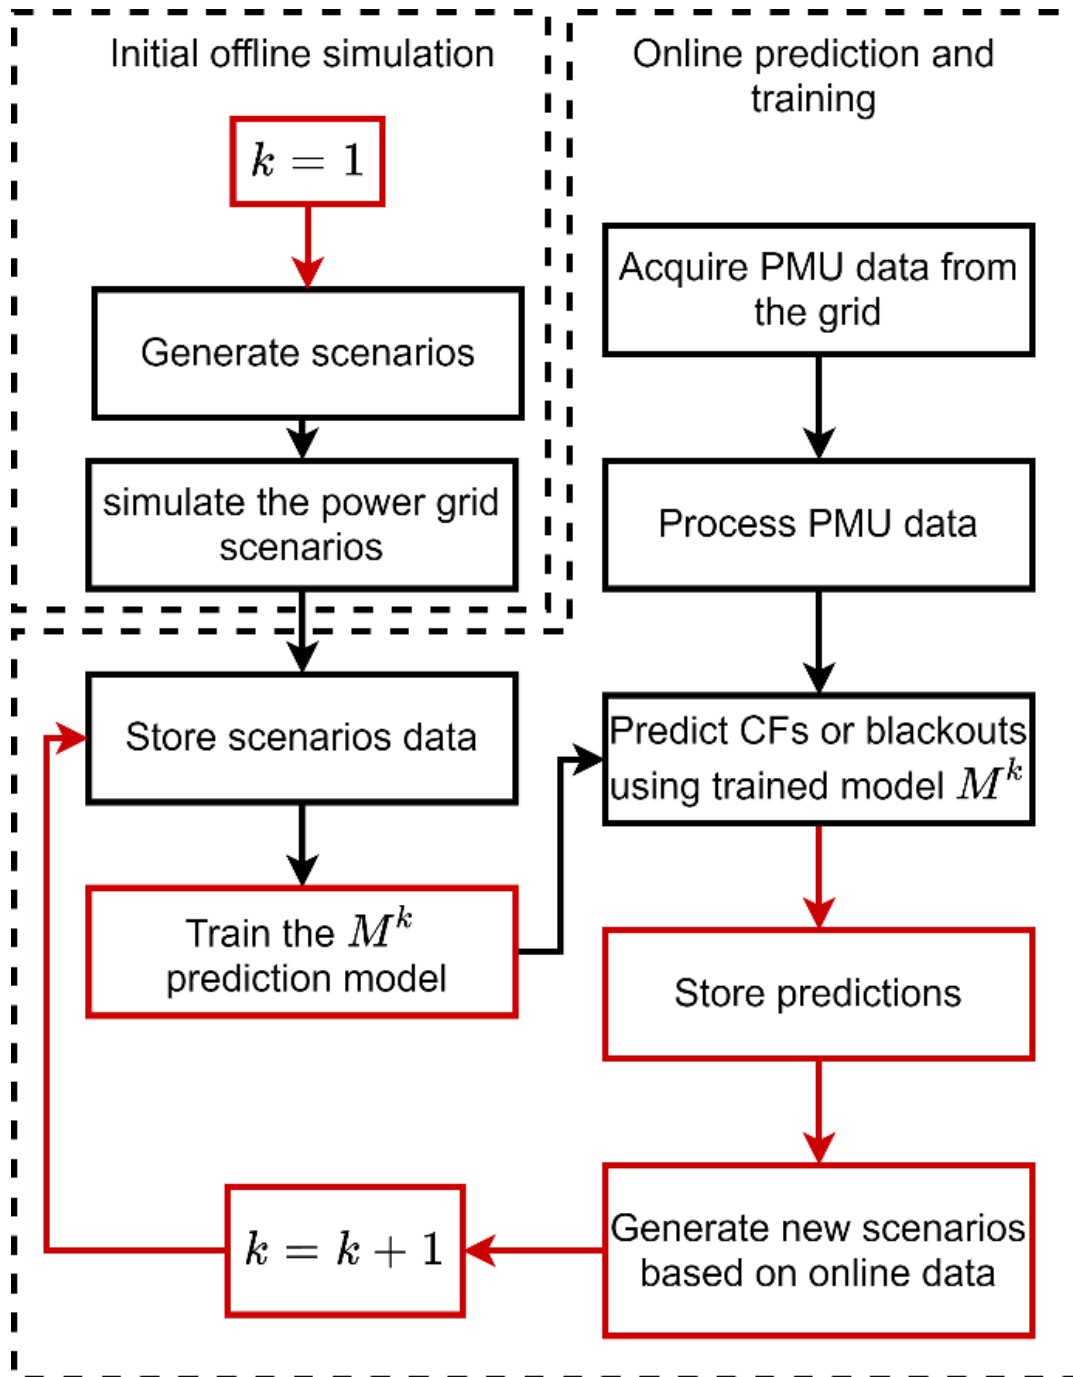 Initial offline simulation
k = 1
Generate scenarios
simulate the power grid
scenarios
Store scenarios data
Train the M^k
prediction model
k = k + 1
Online prediction and
training
Acquire PMU data from
the grid
Process PMU data
Predict CFs or blackouts
using trained model M^k
Store predictions
Generate new scenarios
based on online data